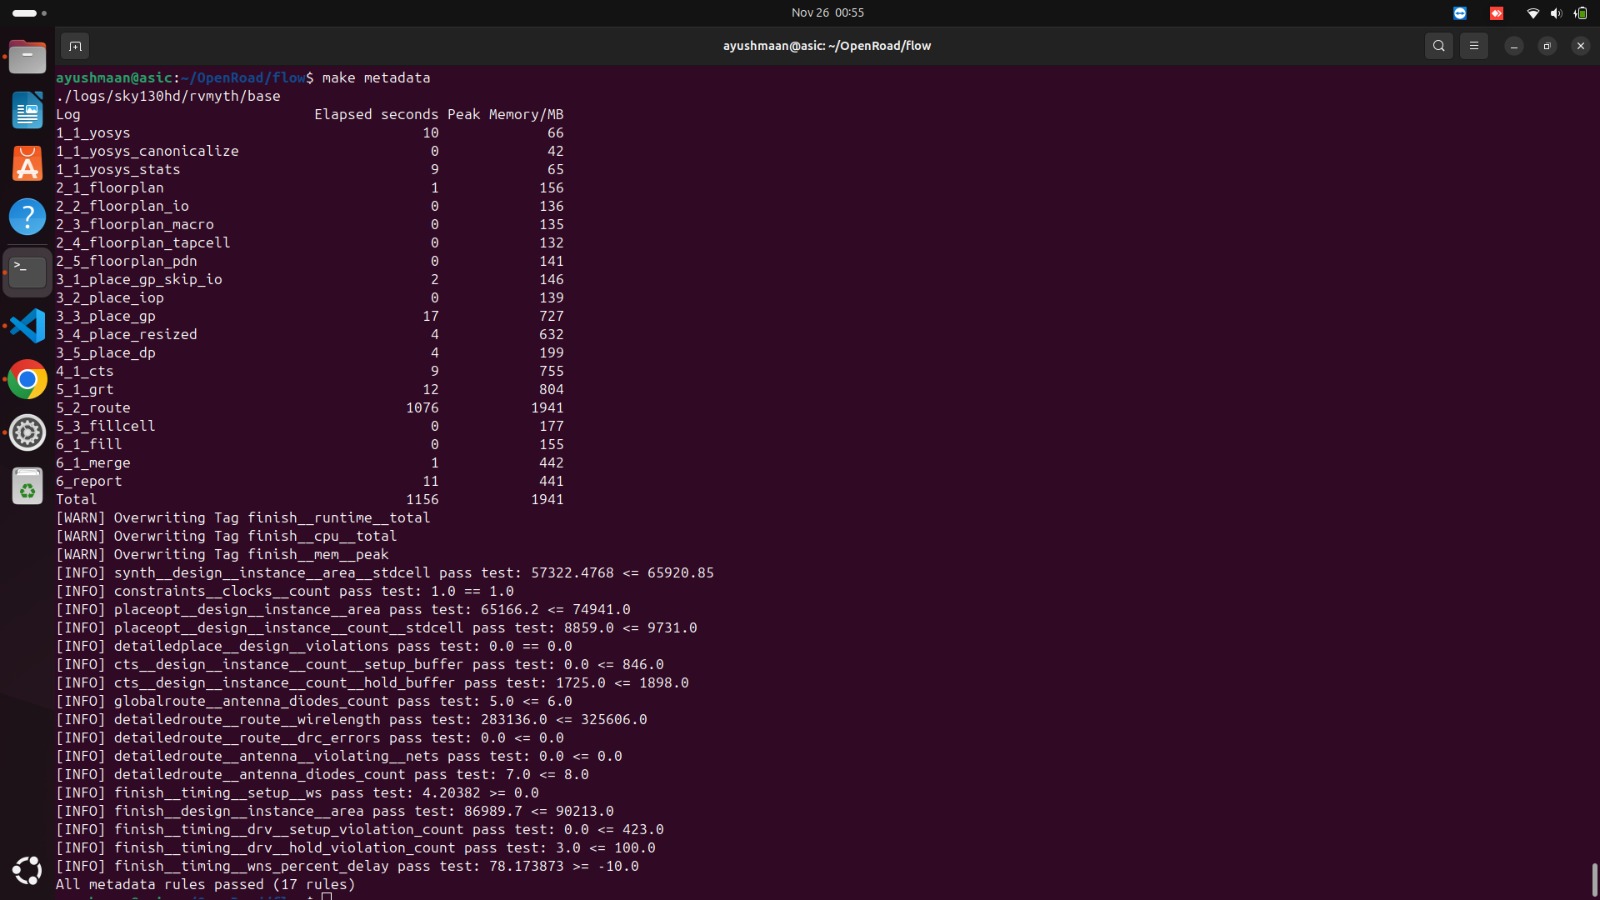 Nov 26 00:55
ayushmaan@asic: ~/OpenRoad/flow
ayushmaan@asic:~/OpenRoad/flow$ make metadata
./logs/sky130hd/rvmyth/base
Log Elapsed seconds Peak Memory/MB
1_1_yosys 10 66
1_1_yosys_canonicalize 0 42
1_1_yosys_stats 9 65
2_1_floorplan 1 156
2_2_floorplan_io 0 136
2_3_floorplan_macro 0 135
2_4_floorplan_tapcell 0 132
2_5_floorplan_pdn 0 141
3_1_place_gp_skip_io 2 146
3_2_place_iop 0 139
3_3_place_gp 17 727
3_4_place_resized 4 632
3_5_place_dp 4 199
4_1_cts 9 755
5_1_grt 12 804
5_2_route 1076 1941
5_3_fillcell 0 177
6_1_fill 0 155
6_1_merge 1 442
6_report 11 441
Total 1156 1941
[WARN] Overwriting Tag finish__runtime__total
[WARN] Overwriting Tag finish__cpu__total
[WARN] Overwriting Tag finish__mem__peak
[INFO] synth__design__instance__area__stdcell pass test: 57322.4768 <= 65920.85
[INFO] constraints__clocks__count pass test: 1.0 == 1.0
[INFO] placeopt__design__instance__area pass test: 65166.2 <= 74941.0
[INFO] placeopt__design__instance__count__stdcell pass test: 8859.0 <= 9731.0
[INFO] detailedplace__design__violations pass test: 0.0 == 0.0
[INFO] cts__design__instance__count__setup_buffer pass test: 0.0 <= 846.0
[INFO] cts__design__instance__count__hold_buffer pass test: 1725.0 <= 1898.0
[INFO] globalroute__antenna_diodes_count pass test: 5.0 <= 6.0
[INFO] detailedroute__route__wirelength pass test: 283136.0 <= 325606.0
[INFO] detailedroute__route__drc_errors pass test: 0.0 <= 0.0
[INFO] detailedroute__antenna__violating__nets pass test: 0.0 <= 0.0
[INFO] detailedroute__antenna_diodes_count pass test: 7.0 <= 8.0
[INFO] finish__timing__setup__ws pass test: 4.20382 >= 0.0
[INFO] finish__design__instance__area pass test: 86989.7 <= 90213.0
[INFO] finish__timing__drv__setup_violation_count pass test: 0.0 <= 423.0
[INFO] finish__timing__drv__hold_violation_count pass test: 3.0 <= 100.0
[INFO] finish__timing__wns_percent_delay pass test: 78.173873 >= -10.0
All metadata rules passed (17 rules)